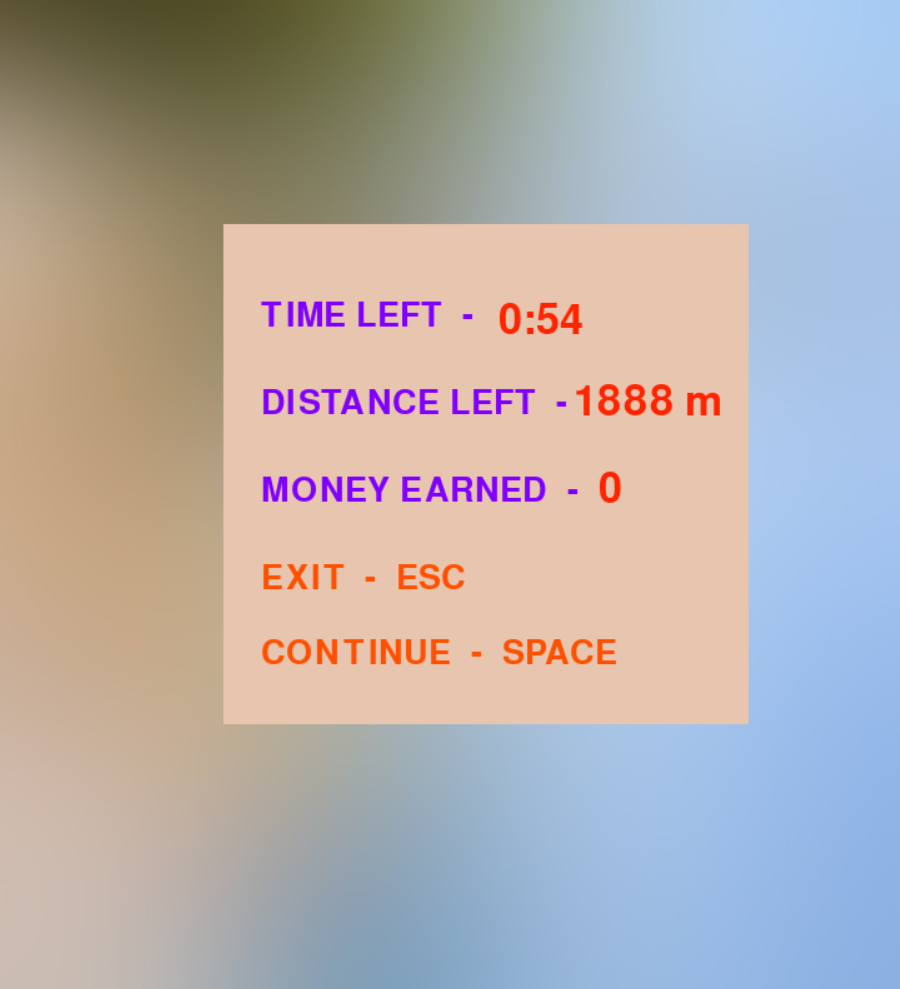 TIME LEFT - 0:54
DISTANCE LEFT - 1888 m
MONEY EARNED - 0
EXIT - ESC
CONTINUE - SPACE